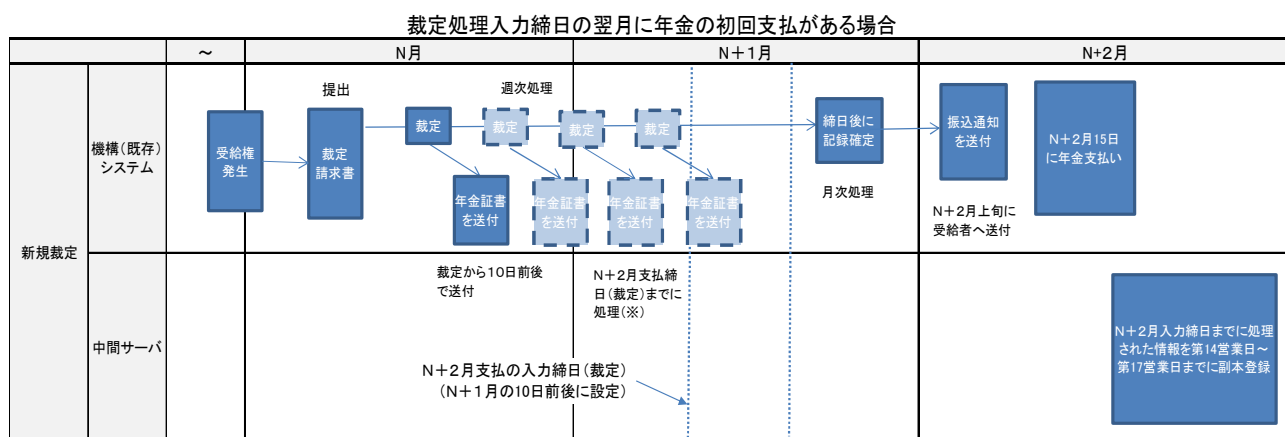 裁定処理入力締日の翌月に年金の初回支払がある場合
～
N月
N＋1月
N+2月
新規裁定
機構（既存）
システム
受給権
発生
提出
裁定
請求書
週次処理
裁定
裁定
裁定
裁定
年金証書
を送付
年金証書
を送付
年金証書
を送付
年金証書
を送付
締日後に
記録確定
月次処理
振込通知
を送付
N＋2月上旬に
受給者へ送付
N＋2月15日
に年金支払い
裁定から10日前後
で送付
N＋2月支払締
日（裁定）までに
処理（※）
中間サーバ
N＋2月支払の入力締日（裁定）
（N＋1月の10日前後に設定）
N＋2月入力締日までに処理
された情報を第14営業日～
第17営業日までに副本登録